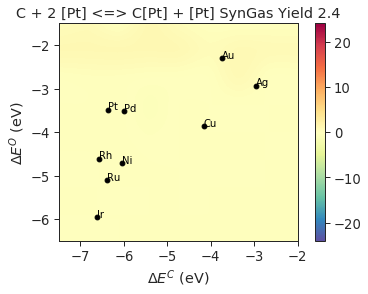 C + 2 [Pt] <=> C[Pt] + [Pt] SynGas Yield 2.4
ΔE^O (eV)
−2
−3
−4
−5
−6
Au
Ag
Pt
Pd
Cu
Rh
Ni
Ru
Ir
−7
−6
−5
−4
−3
−2
ΔE^C (eV)
20
10
0
−10
−20